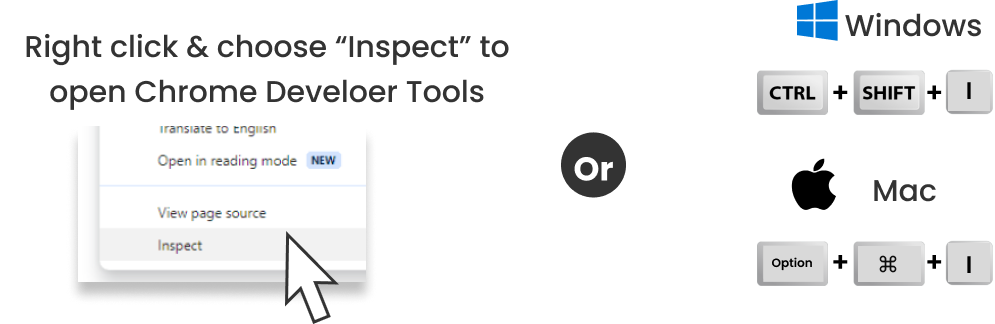 Right click & choose “Inspect” to
open Chrome Develoer Tools
Translate to English
Open in reading mode NEW
View page source
Inspect
Or
Windows
CTRL + SHIFT + I
Mac
Option + ⌘ + I